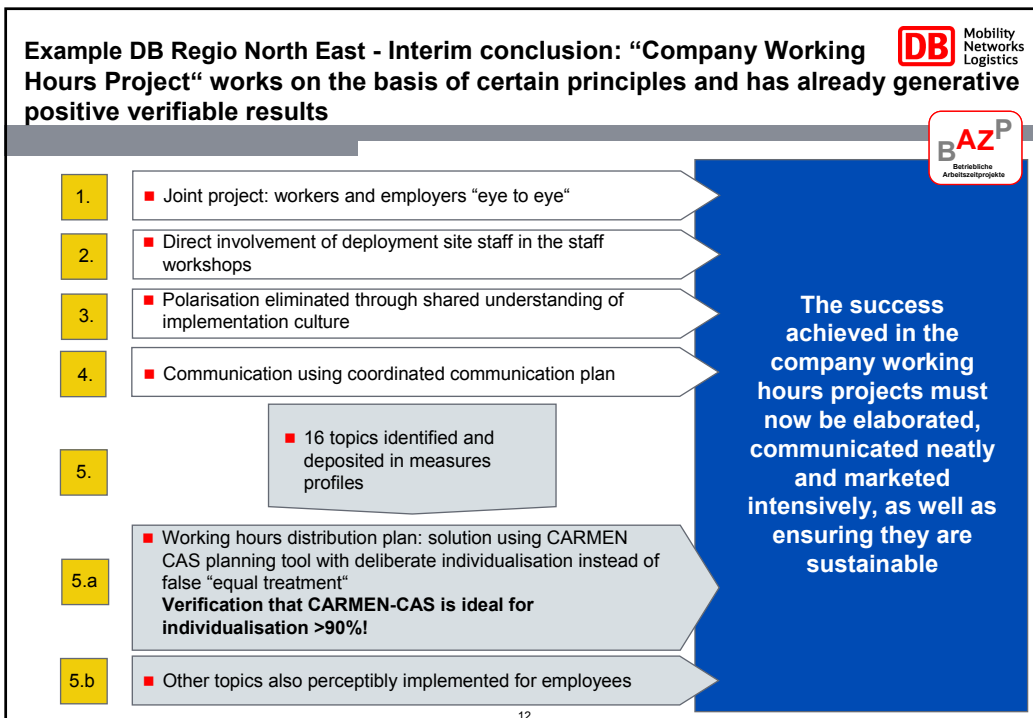 Example DB Regio North East - Interim conclusion: “Company Working
Hours Project“ works on the basis of certain principles and has already generative
positive verifiable results
DB
Mobility
Networks
Logistics
B AZ P
Betriebliche
Arbeitszeitprojekte
1.
■ Joint project: workers and employers “eye to eye“
2.
■ Direct involvement of deployment site staff in the staff
workshops
3.
■ Polarisation eliminated through shared understanding of
implementation culture
4.
■ Communication using coordinated communication plan
5.
■ 16 topics identified and
deposited in measures
profiles
5.a
■ Working hours distribution plan: solution using CARMEN
CAS planning tool with deliberate individualisation instead of
false “equal treatment“
Verification that CARMEN-CAS is ideal for
individualisation >90%!
5.b
■ Other topics also perceptibly implemented for employees
The success
achieved in the
company working
hours projects must
now be elaborated,
communicated neatly
and marketed
intensively, as well as
ensuring they are
sustainable
12